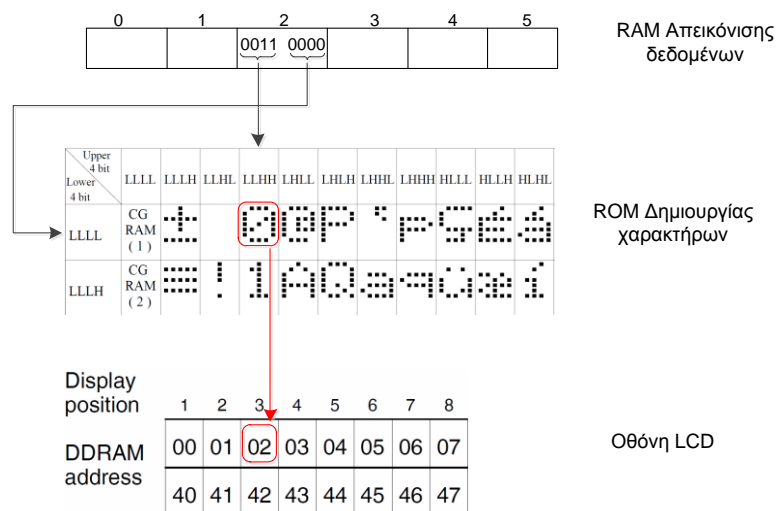 0 1 2 3 4 5
RAM Απεικόνισης
δεδομένων
0011 0000
Upper
4 bit
Lower
4 bit
LLLL LLLH LLHL LLHH LHLL LHLH LHHL LHHH HLLL HLLH HLHL
ROM Δημιουργίας
χαρακτήρων
LLLL
CG
RAM
( 1 )
± 0 @ P ` p Ç É á
LLLH
CG
RAM
( 2 )
≡ ! 1 A Q a q ü æ í
Display
position
1 2 3 4 5 6 7 8
DDRAM
address
00 01 02 03 04 05 06 07
40 41 42 43 44 45 46 47
Οθόνη LCD